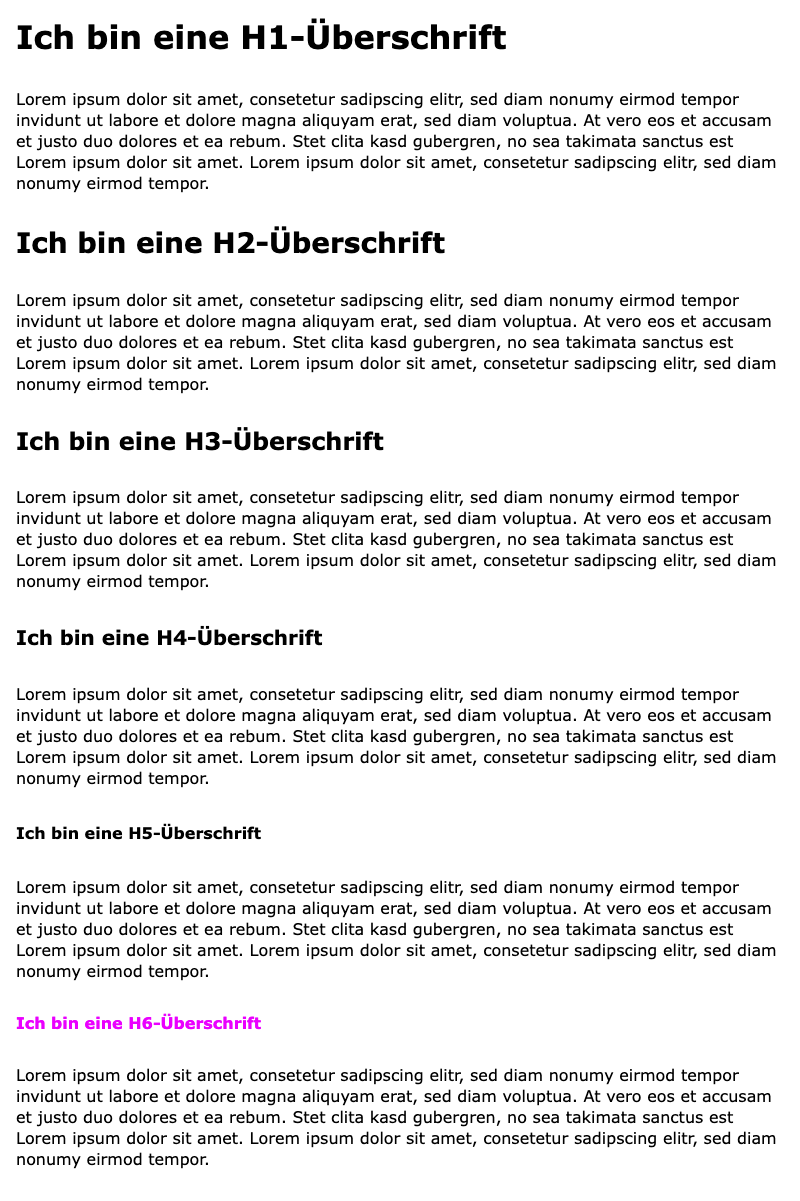 Ich bin eine H1-Überschrift
Lorem ipsum dolor sit amet, consetetur sadipscing elitr, sed diam nonumy eirmod tempor
invidunt ut labore et dolore magna aliquyam erat, sed diam voluptua. At vero eos et accusam
et justo duo dolores et ea rebum. Stet clita kasd gubergren, no sea takimata sanctus est
Lorem ipsum dolor sit amet. Lorem ipsum dolor sit amet, consetetur sadipscing elitr, sed diam
nonumy eirmod tempor.
Ich bin eine H2-Überschrift
Lorem ipsum dolor sit amet, consetetur sadipscing elitr, sed diam nonumy eirmod tempor
invidunt ut labore et dolore magna aliquyam erat, sed diam voluptua. At vero eos et accusam
et justo duo dolores et ea rebum. Stet clita kasd gubergren, no sea takimata sanctus est
Lorem ipsum dolor sit amet. Lorem ipsum dolor sit amet, consetetur sadipscing elitr, sed diam
nonumy eirmod tempor.
Ich bin eine H3-Überschrift
Lorem ipsum dolor sit amet, consetetur sadipscing elitr, sed diam nonumy eirmod tempor
invidunt ut labore et dolore magna aliquyam erat, sed diam voluptua. At vero eos et accusam
et justo duo dolores et ea rebum. Stet clita kasd gubergren, no sea takimata sanctus est
Lorem ipsum dolor sit amet. Lorem ipsum dolor sit amet, consetetur sadipscing elitr, sed diam
nonumy eirmod tempor.
Ich bin eine H4-Überschrift
Lorem ipsum dolor sit amet, consetetur sadipscing elitr, sed diam nonumy eirmod tempor
invidunt ut labore et dolore magna aliquyam erat, sed diam voluptua. At vero eos et accusam
et justo duo dolores et ea rebum. Stet clita kasd gubergren, no sea takimata sanctus est
Lorem ipsum dolor sit amet. Lorem ipsum dolor sit amet, consetetur sadipscing elitr, sed diam
nonumy eirmod tempor.
Ich bin eine H5-Überschrift
Lorem ipsum dolor sit amet, consetetur sadipscing elitr, sed diam nonumy eirmod tempor
invidunt ut labore et dolore magna aliquyam erat, sed diam voluptua. At vero eos et accusam
et justo duo dolores et ea rebum. Stet clita kasd gubergren, no sea takimata sanctus est
Lorem ipsum dolor sit amet. Lorem ipsum dolor sit amet, consetetur sadipscing elitr, sed diam
nonumy eirmod tempor.
Ich bin eine H6-Überschrift
Lorem ipsum dolor sit amet, consetetur sadipscing elitr, sed diam nonumy eirmod tempor
invidunt ut labore et dolore magna aliquyam erat, sed diam voluptua. At vero eos et accusam
et justo duo dolores et ea rebum. Stet clita kasd gubergren, no sea takimata sanctus est
Lorem ipsum dolor sit amet. Lorem ipsum dolor sit amet, consetetur sadipscing elitr, sed diam
nonumy eirmod tempor.